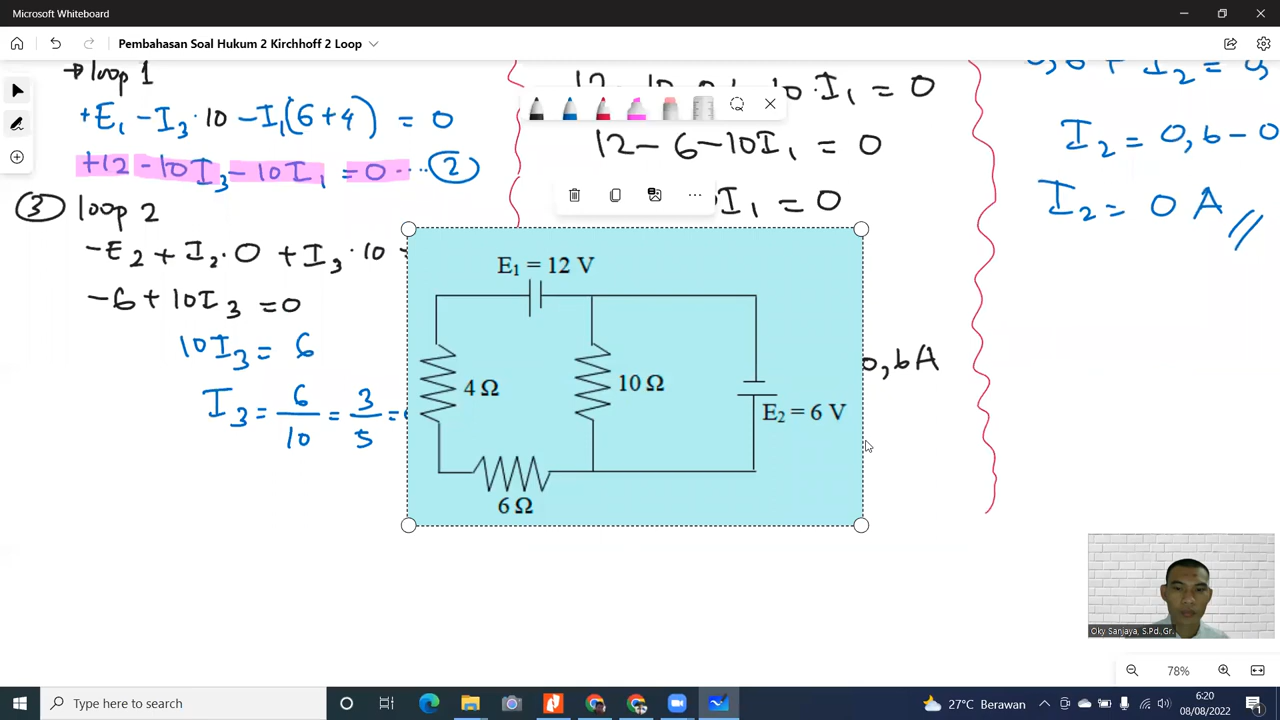 Microsoft Whiteboard
Pembahasan Soal Hukum 2 Kirchhoff 2 Loop
→ loop 1
+E₁ - I₃·10 - I₁(6+4) = 0
+12 - 10I₃ - 10I₁ = 0 ... ②
③ loop 2
-E₂ + I₂·0 + I₃·10
-6 + 10I₃ = 0
10I₃ = 6
I₃ = 6/10 = 3/5 =
·I₁ = 0
12 - 6 - 10I₁ = 0
I₁ = 0
0,6A
I₂ = 0,6 - 0
I₂ = 0 A //
E₁ = 12 V
4 Ω
10 Ω
E₂ = 6 V
6 Ω
Oky Sanjaya, S.Pd.,Gr.
78%
Type here to search
27°C Berawan
6:20
08/08/2022
1